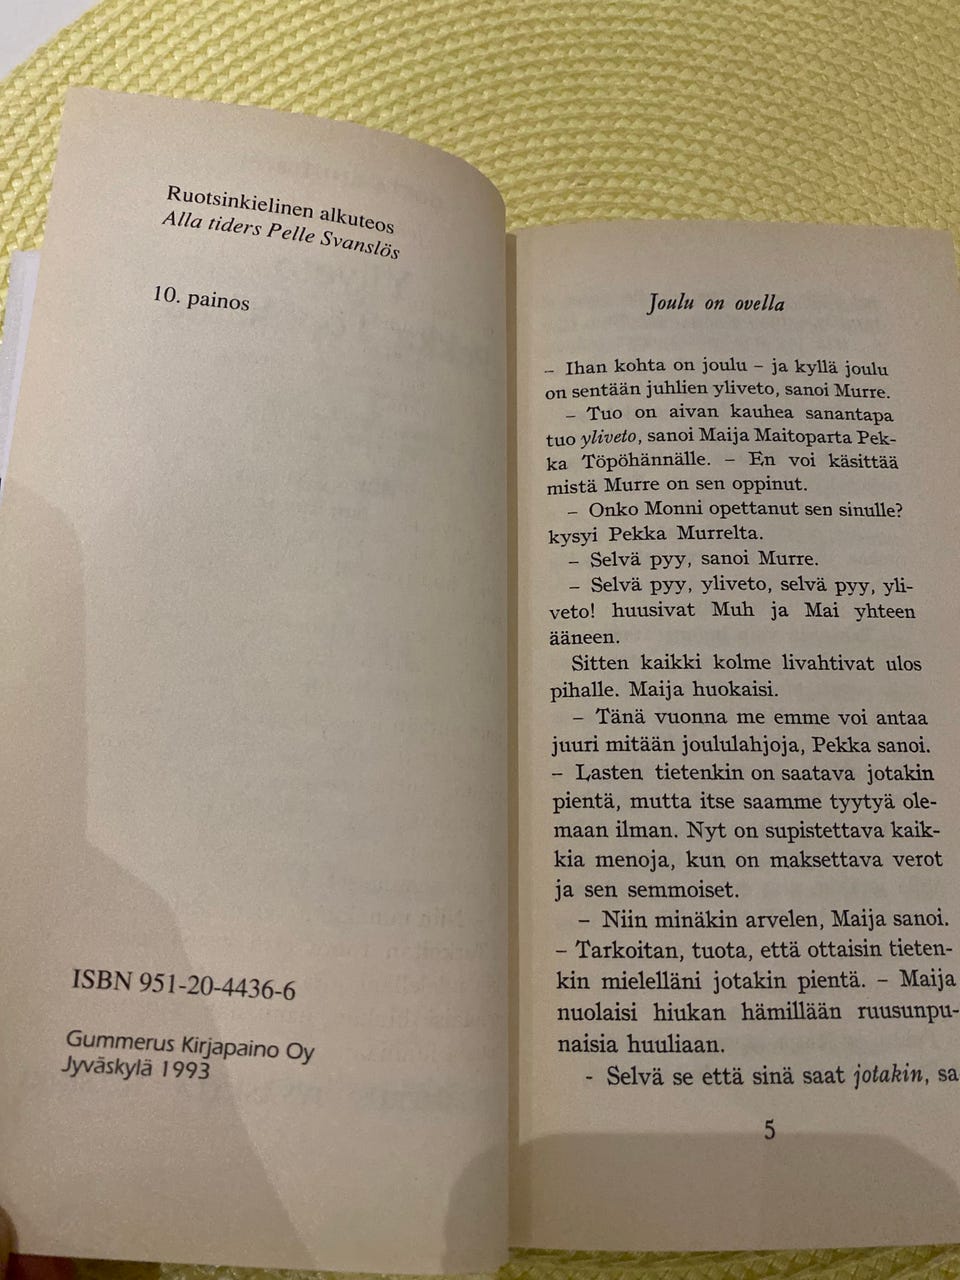 Ruotsinkielinen alkuteos
Alla tiders Pelle Svanslös
10. painos
ISBN 951-20-4436-6
Gummerus Kirjapaino Oy
Jyväskylä 1993
Joulu on ovella
– Ihan kohta on joulu – ja kyllä joulu
on sentään juhlien yliveto, sanoi Murre.
– Tuo on aivan kauhea sanantapa
tuo yliveto, sanoi Maija Maitoparta Pek-
ka Töpöhännälle. – En voi käsittää
mistä Murre on sen oppinut.
– Onko Monni opettanut sen sinulle?
kysyi Pekka Murrelta.
– Selvä pyy, sanoi Murre.
– Selvä pyy, yliveto, selvä pyy, yli-
veto! huusivat Muh ja Mai yhteen
ääneen.
Sitten kaikki kolme livahtivat ulos
pihalle. Maija huokaisi.
– Tänä vuonna me emme voi antaa
juuri mitään joululahjoja, Pekka sanoi.
– Lasten tietenkin on saatava jotakin
pientä, mutta itse saamme tyytyä ole-
maan ilman. Nyt on supistettava kaik-
kia menoja, kun on maksettava verot
ja sen semmoiset.
– Niin minäkin arvelen, Maija sanoi.
– Tarkoitan, tuota, että ottaisin tieten-
kin mielelläni jotakin pientä. – Maija
nuolaisi hiukan hämillään ruusunpu-
naisia huuliaan.
- Selvä se että sinä saat jotakin, sa
5